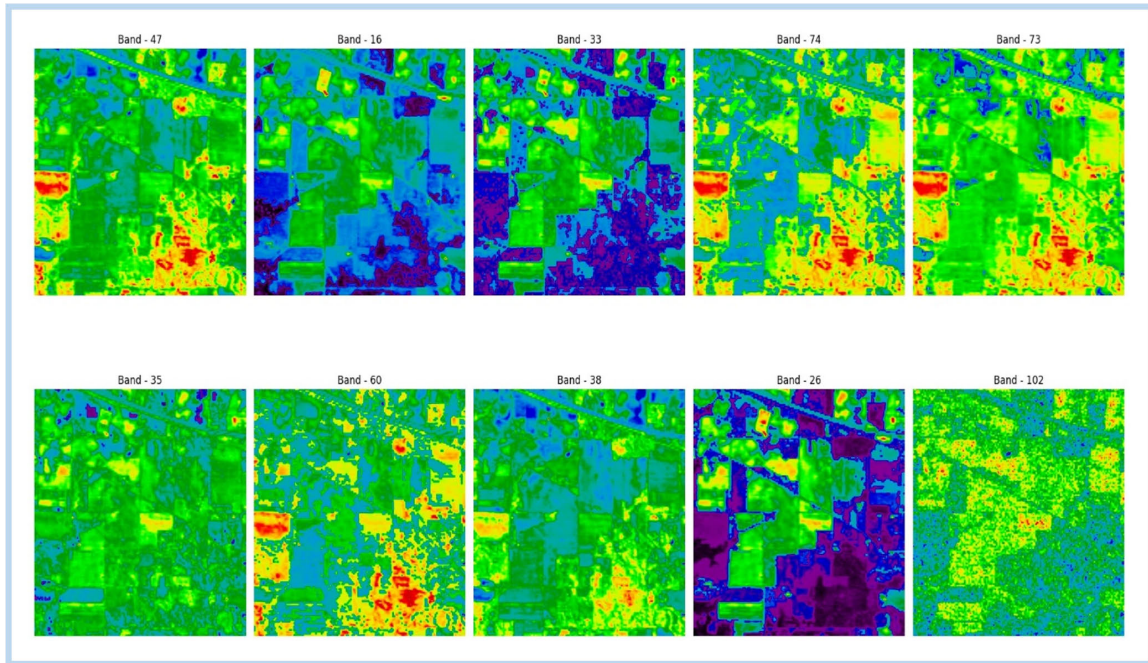 Band - 47
Band - 16
Band - 33
Band - 74
Band - 73
Band - 35
Band - 60
Band - 38
Band - 26
Band - 102